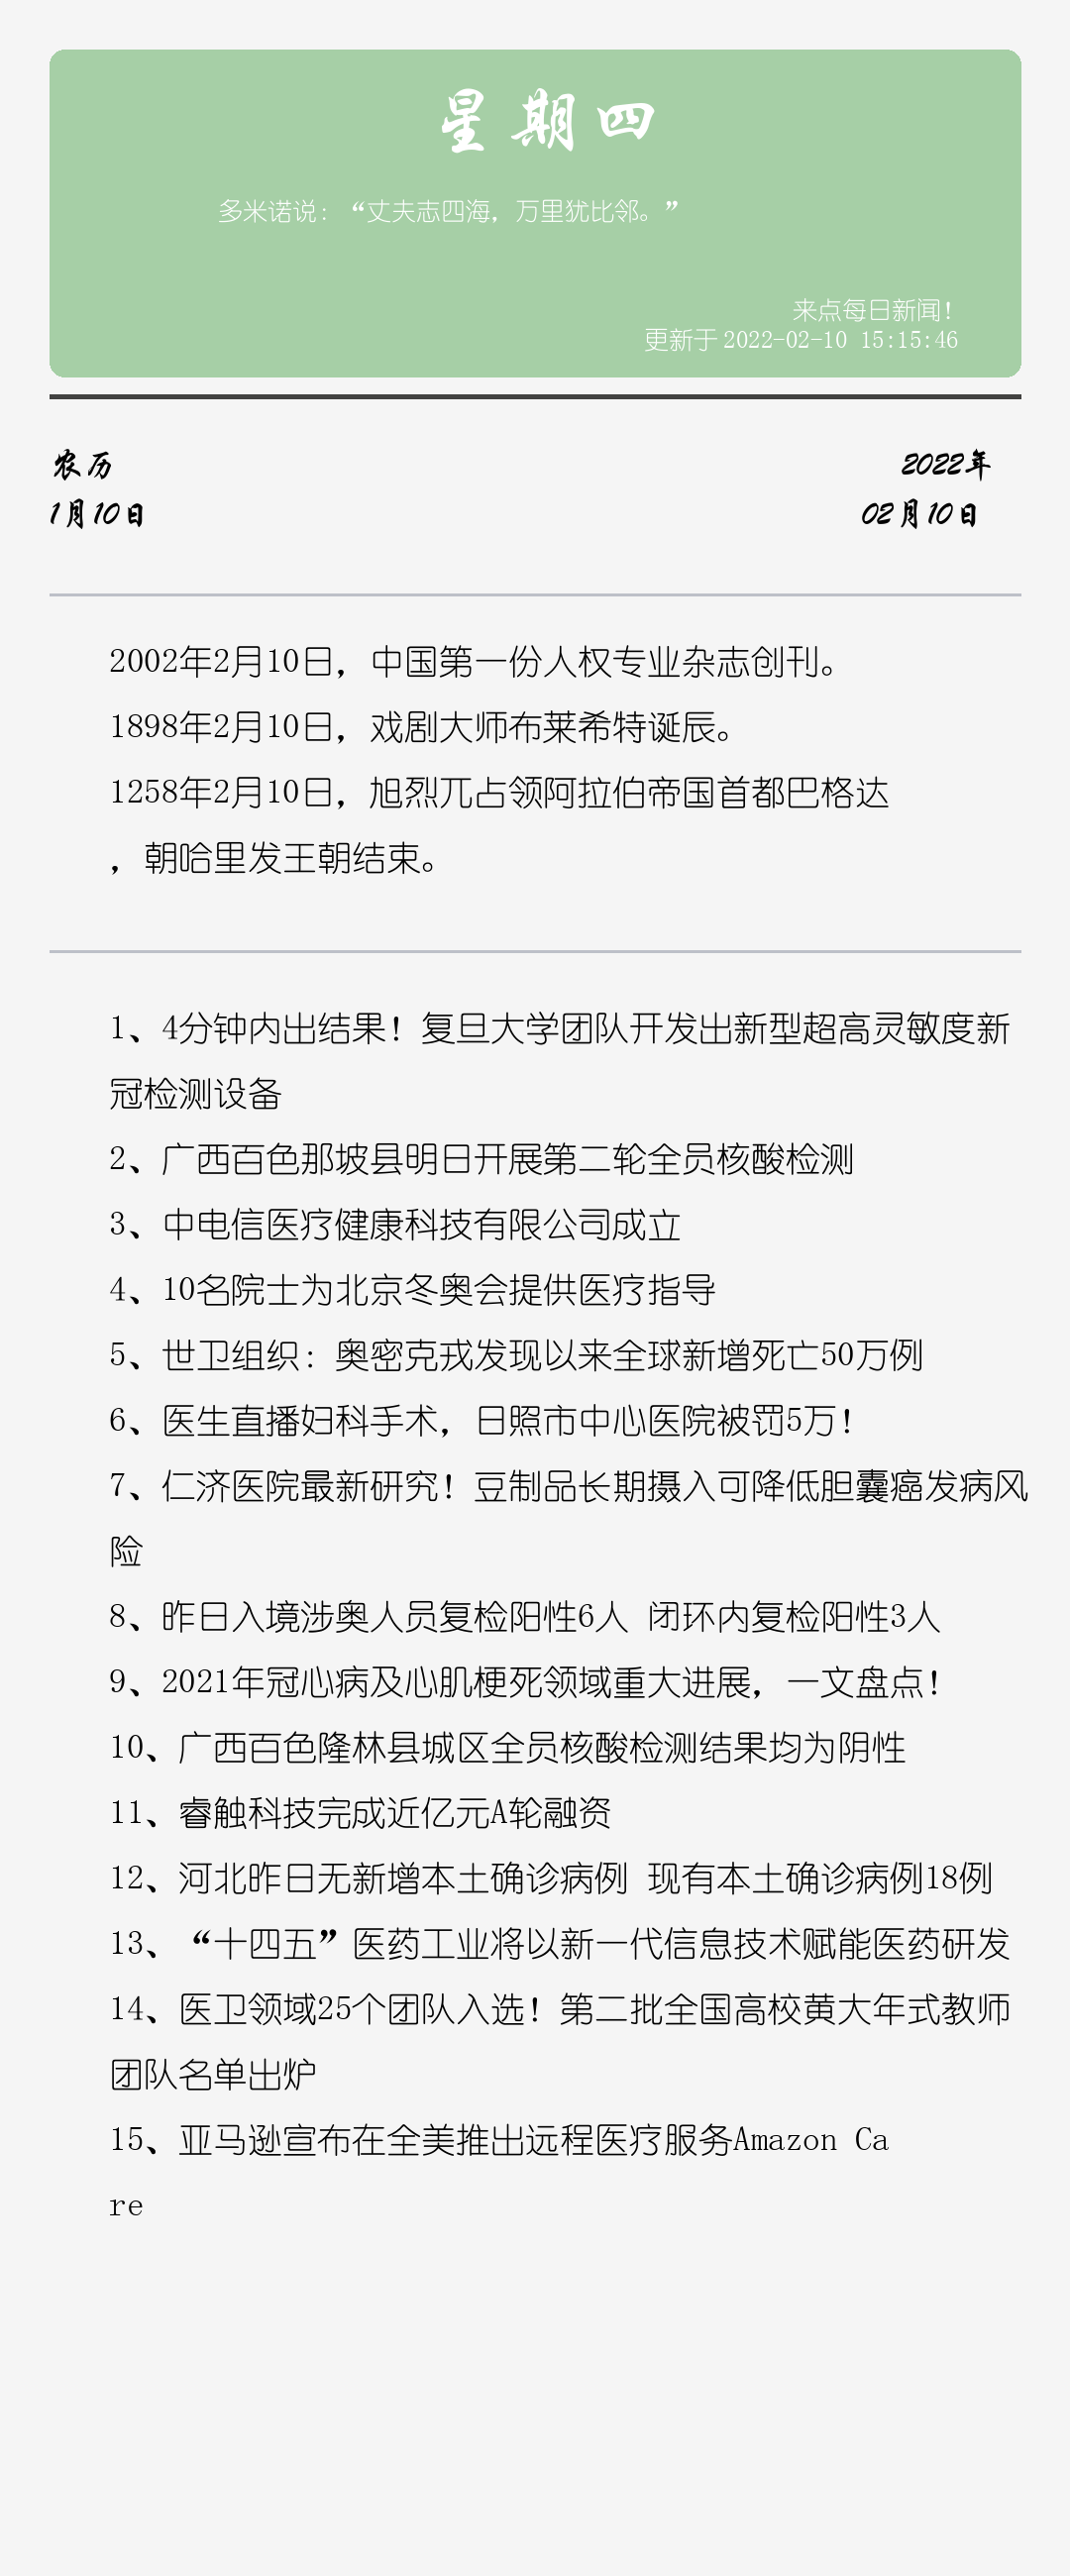 星期四
多米诺说：“丈夫志四海，万里犹比邻。”
来点每日新闻！
更新于 2022-02-10 15:15:46
农历
2022年
1月10日
02月10日
2002年2月10日，中国第一份人权专业杂志创刊。
1898年2月10日，戏剧大师布莱希特诞辰。
1258年2月10日，旭烈兀占领阿拉伯帝国首都巴格达
，朝哈里发王朝结束。
1、4分钟内出结果！复旦大学团队开发出新型超高灵敏度新
冠检测设备
2、广西百色那坡县明日开展第二轮全员核酸检测
3、中电信医疗健康科技有限公司成立
4、10名院士为北京冬奥会提供医疗指导
5、世卫组织：奥密克戎发现以来全球新增死亡50万例
6、医生直播妇科手术，日照市中心医院被罚5万！
7、仁济医院最新研究！豆制品长期摄入可降低胆囊癌发病风
险
8、昨日入境涉奥人员复检阳性6人 闭环内复检阳性3人
9、2021年冠心病及心肌梗死领域重大进展，一文盘点！
10、广西百色隆林县城区全员核酸检测结果均为阴性
11、睿触科技完成近亿元A轮融资
12、河北昨日无新增本土确诊病例 现有本土确诊病例18例
13、“十四五”医药工业将以新一代信息技术赋能医药研发
14、医卫领域25个团队入选！第二批全国高校黄大年式教师
团队名单出炉
15、亚马逊宣布在全美推出远程医疗服务Amazon Ca
re